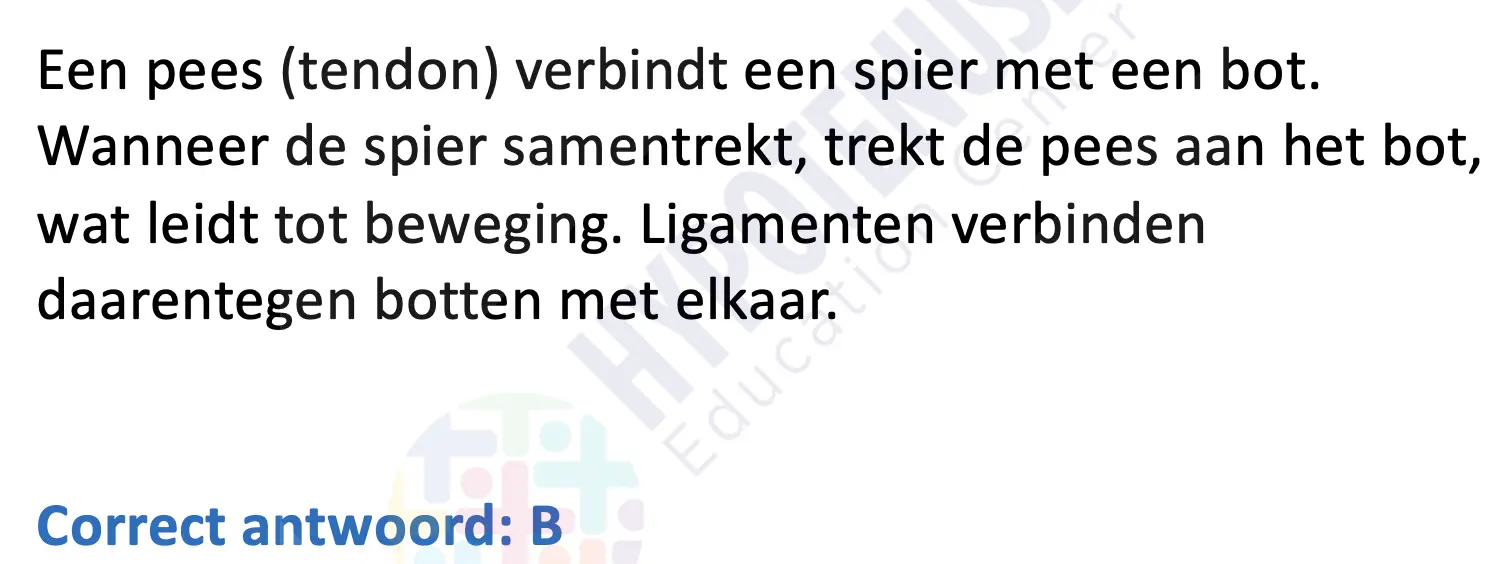 Een pees (tendon) verbindt een spier met een bot.
Wanneer de spier samentrekt, trekt de pees aan het bot,
wat leidt tot beweging. Ligamenten verbinden
daarentegen botten met elkaar.
Correct antwoord: B
HYPOTENUSE
Education Center